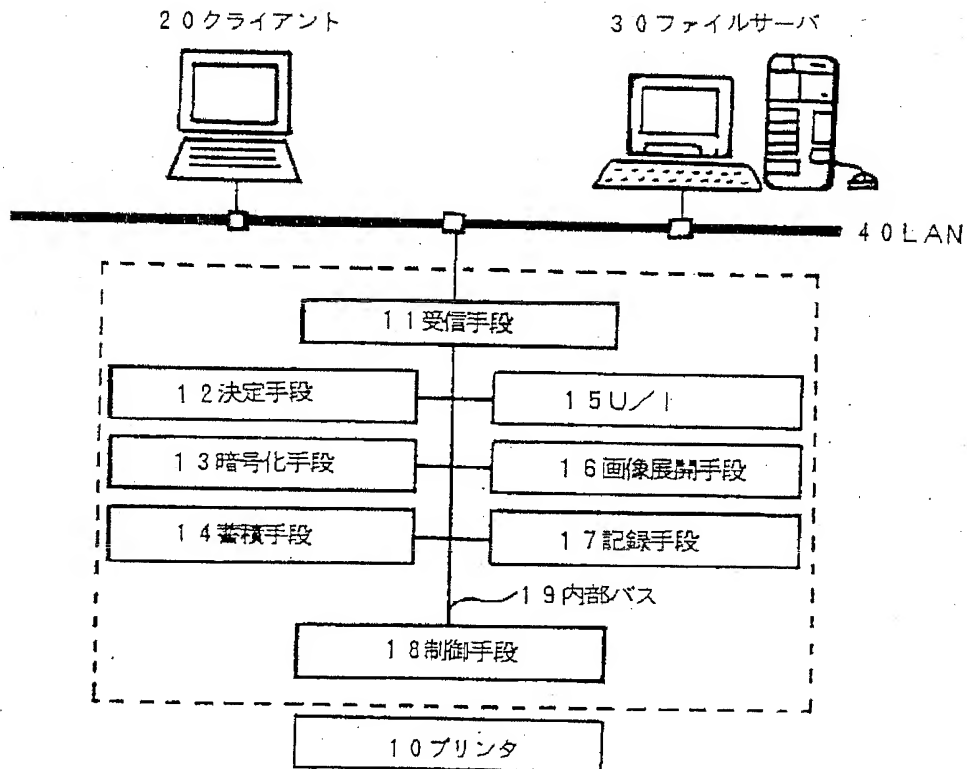 ２０クライアント
３０ファイルサーバ
４０ＬＡＮ
１１受信手段
１２決定手段
１５Ｕ／Ｉ
１３暗号化手段
１６画像展開手段
１４蓄積手段
１７記録手段
１９内部バス
１８制御手段
１０プリンタ